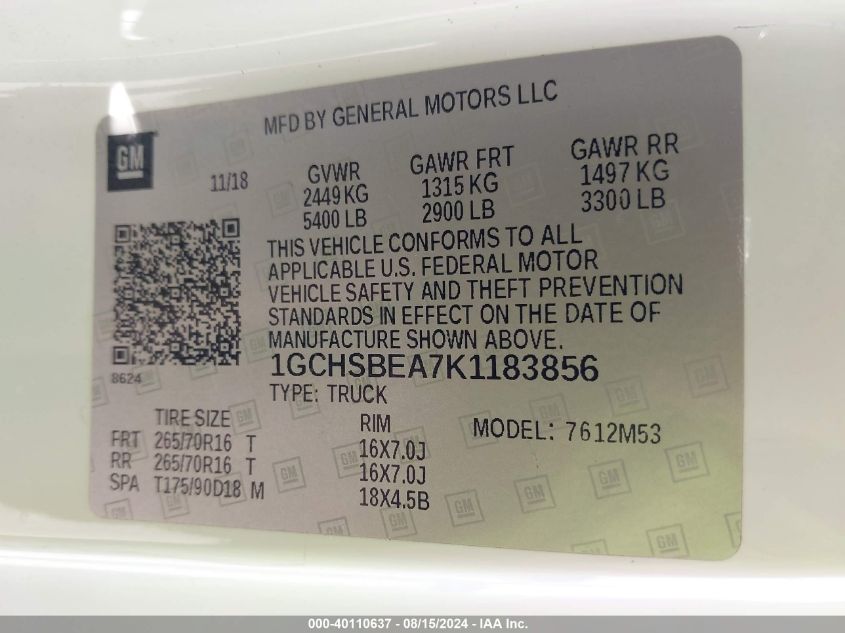 MFD BY GENERAL MOTORS LLC
GM
11/18
GVWR GAWR FRT GAWR RR
2449 KG 1315 KG 1497 KG
5400 LB 2900 LB 3300 LB
THIS VEHICLE CONFORMS TO ALL
APPLICABLE U.S. FEDERAL MOTOR
VEHICLE SAFETY AND THEFT PREVENTION
STANDARDS IN EFFECT ON THE DATE OF
MANUFACTURE SHOWN ABOVE.
1GCHSBEA7K1183856
8624
TYPE: TRUCK
TIRE SIZE RIM MODEL: 7612M53
FRT 265/70R16 T 16X7.0J
RR 265/70R16 T 16X7.0J
SPA T175/90D18 M 18X4.5B
000-40110637 - 08/15/2024 - IAA Inc.